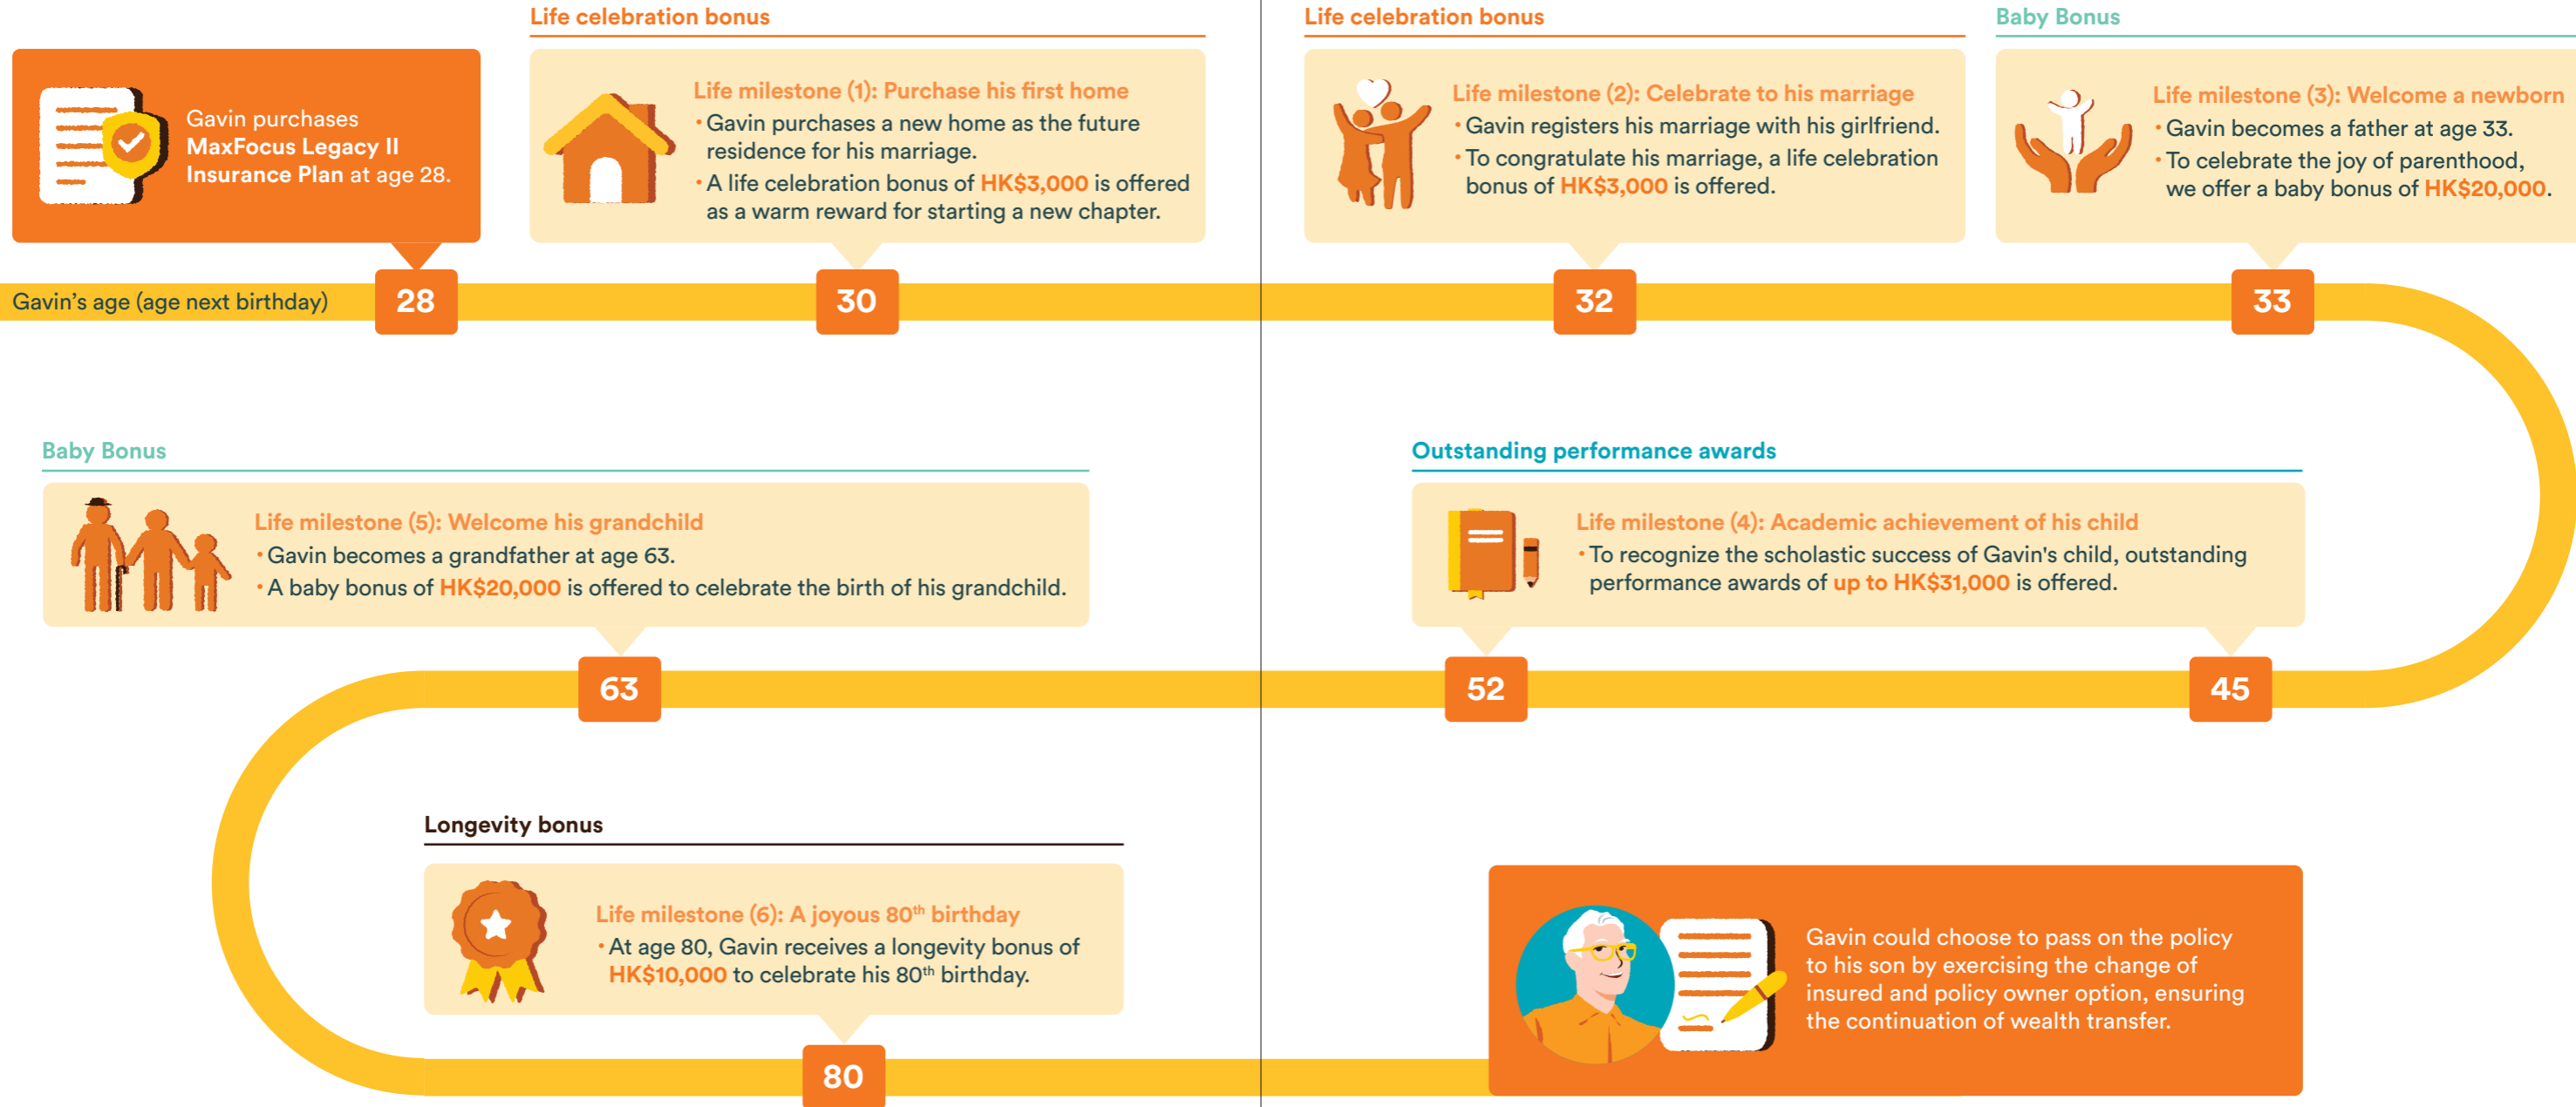 Life celebration bonus
Gavin purchases
MaxFocus Legacy II
Insurance Plan at age 28.
Life milestone (1): Purchase his first home
• Gavin purchases a new home as the future
residence for his marriage.
• A life celebration bonus of HK$3,000 is offered
as a warm reward for starting a new chapter.
Life celebration bonus
Life milestone (2): Celebrate to his marriage
• Gavin registers his marriage with his girlfriend.
• To congratulate his marriage, a life celebration
bonus of HK$3,000 is offered.
Baby Bonus
Life milestone (3): Welcome a newborn
• Gavin becomes a father at age 33.
• To celebrate the joy of parenthood,
we offer a baby bonus of HK$20,000.
Gavin's age (age next birthday)
28
30
32
33
Baby Bonus
Life milestone (5): Welcome his grandchild
• Gavin becomes a grandfather at age 63.
• A baby bonus of HK$20,000 is offered to celebrate the birth of his grandchild.
Outstanding performance awards
Life milestone (4): Academic achievement of his child
• To recognize the scholastic success of Gavin's child, outstanding
performance awards of up to HK$31,000 is offered.
63
52
45
Longevity bonus
Life milestone (6): A joyous 80th birthday
• At age 80, Gavin receives a longevity bonus of
HK$10,000 to celebrate his 80th birthday.
80
Gavin could choose to pass on the policy
to his son by exercising the change of
insured and policy owner option, ensuring
the continuation of wealth transfer.